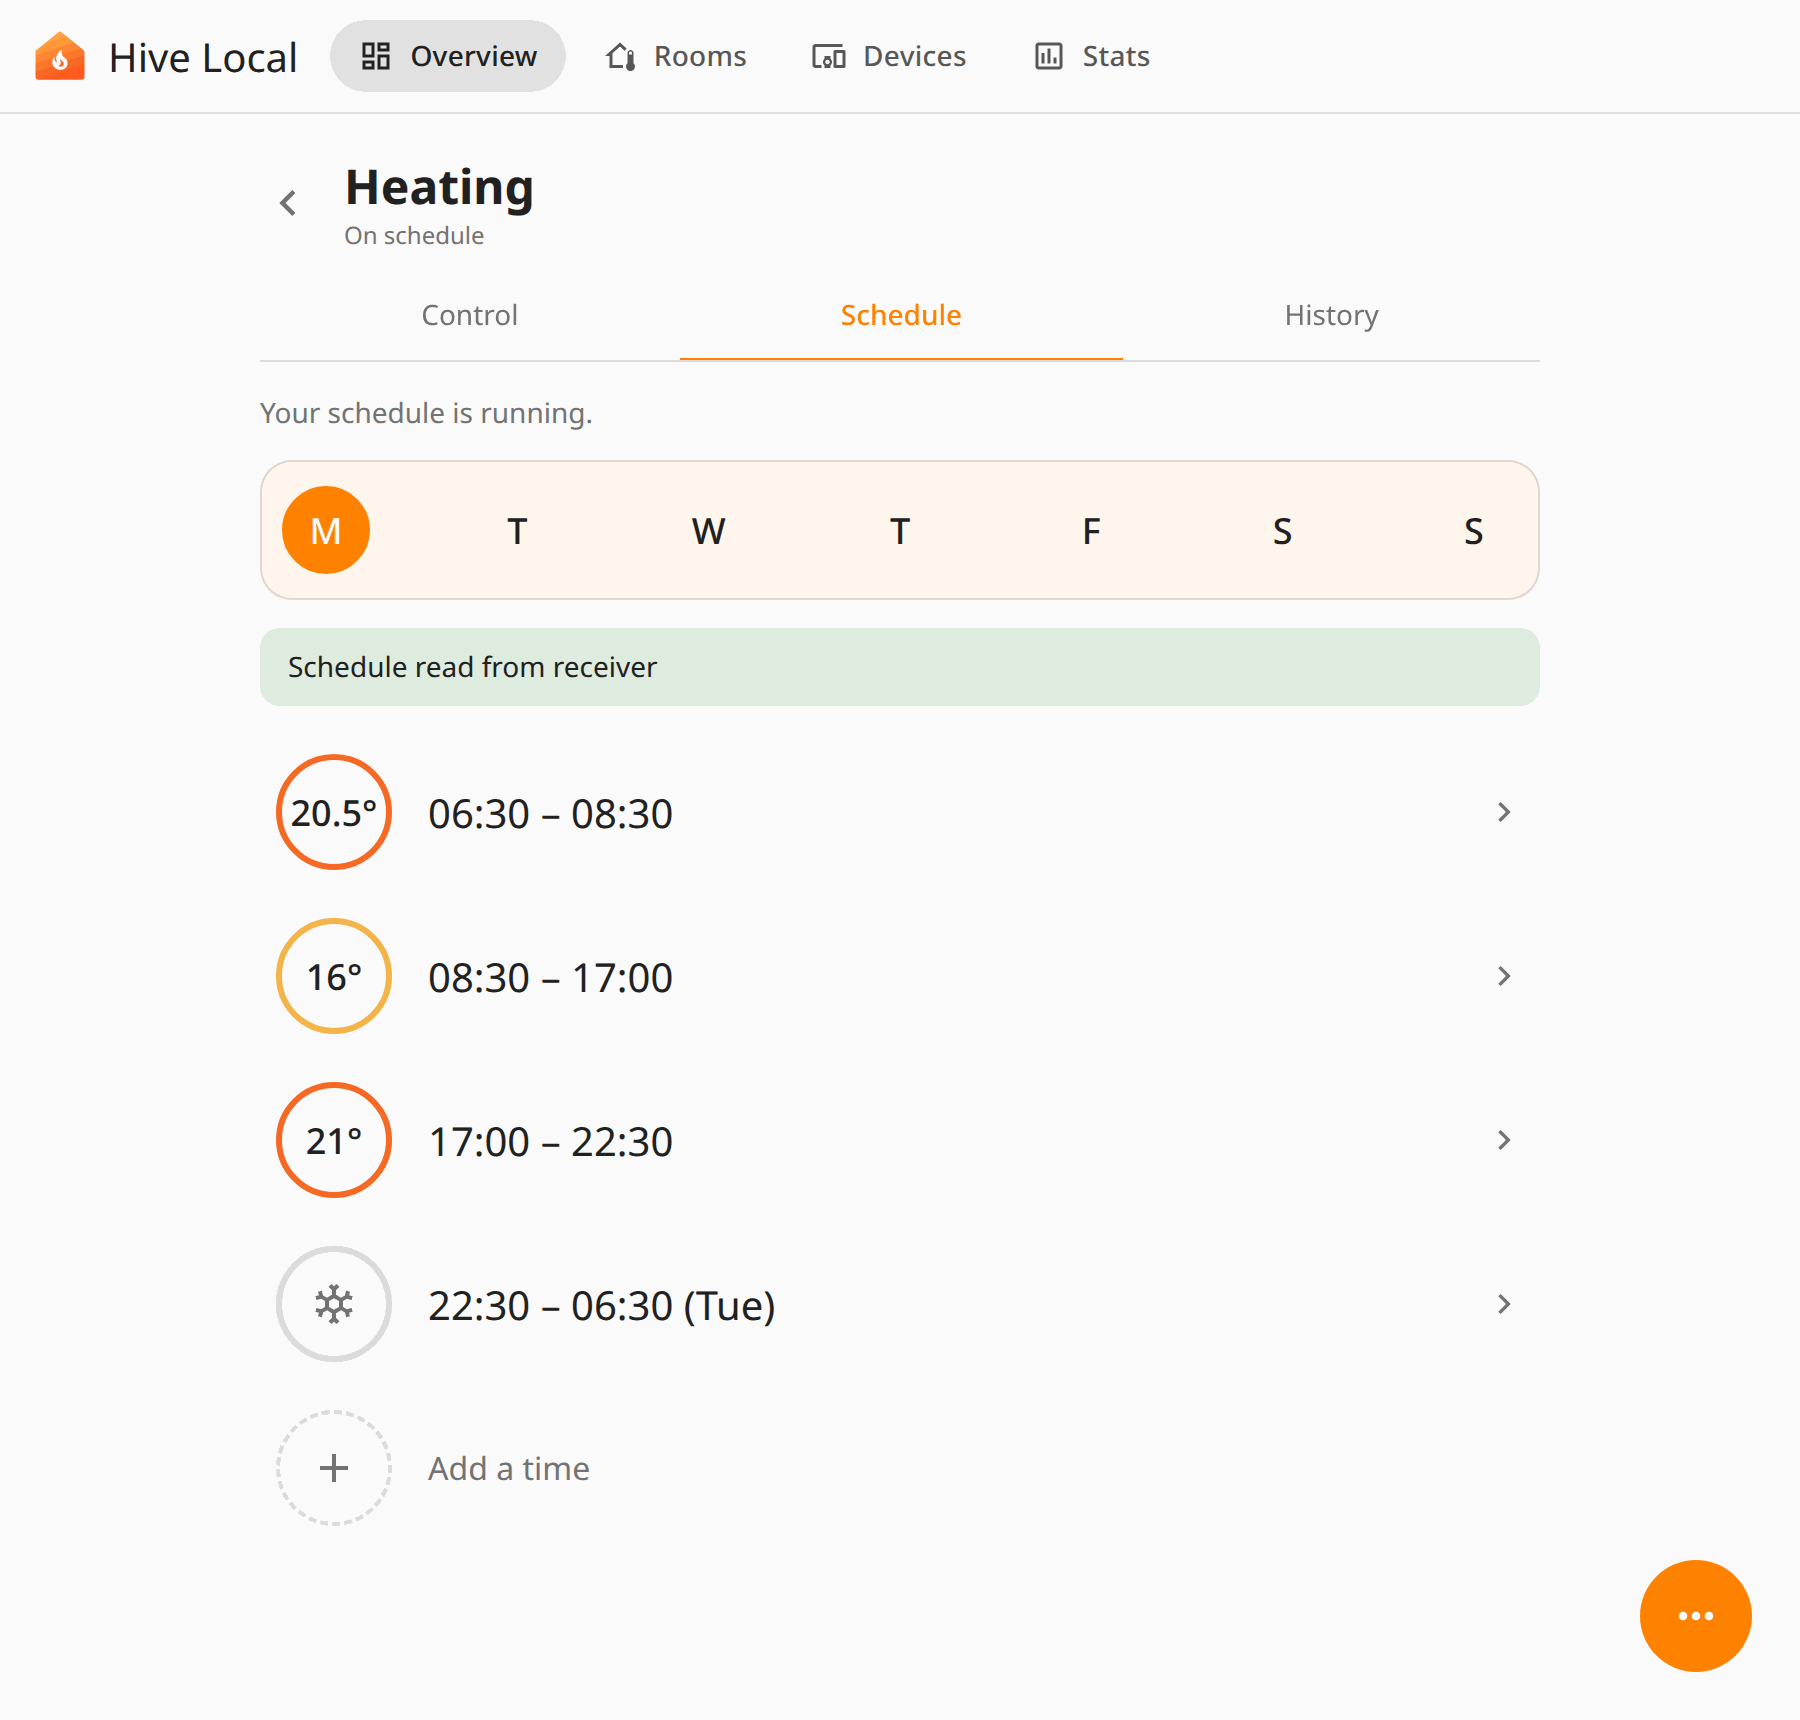 Hive Local
Overview
Rooms
Devices
Stats
Heating
On schedule
Control
Schedule
History
Your schedule is running.
M T W T F S S
Schedule read from receiver
20.5° 06:30 – 08:30
16° 08:30 – 17:00
21° 17:00 – 22:30
22:30 – 06:30 (Tue)
Add a time